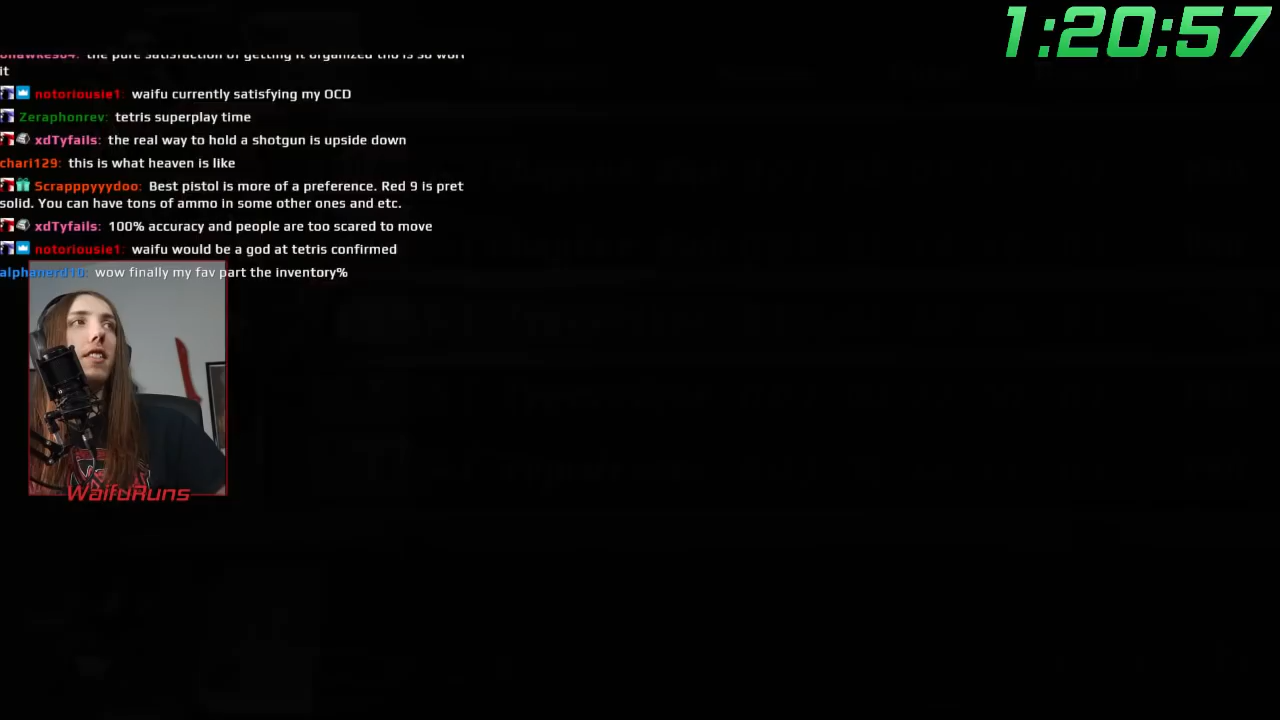 1:20:57
the pure satisfaction of getting it organized tho is so wort
it
notoriousie1: waifu currently satisfying my OCD
Zeraphonrev: tetris superplay time
xdTyfails: the real way to hold a shotgun is upside down
chari129: this is what heaven is like
Scrapppyyydoo: Best pistol is more of a preference. Red 9 is pret
solid. You can have tons of ammo in some other ones and etc.
xdTyfails: 100% accuracy and people are too scared to move
notoriousie1: waifu would be a god at tetris confirmed
alphanerd10: wow finally my fav part the inventory%
WaifuRuns